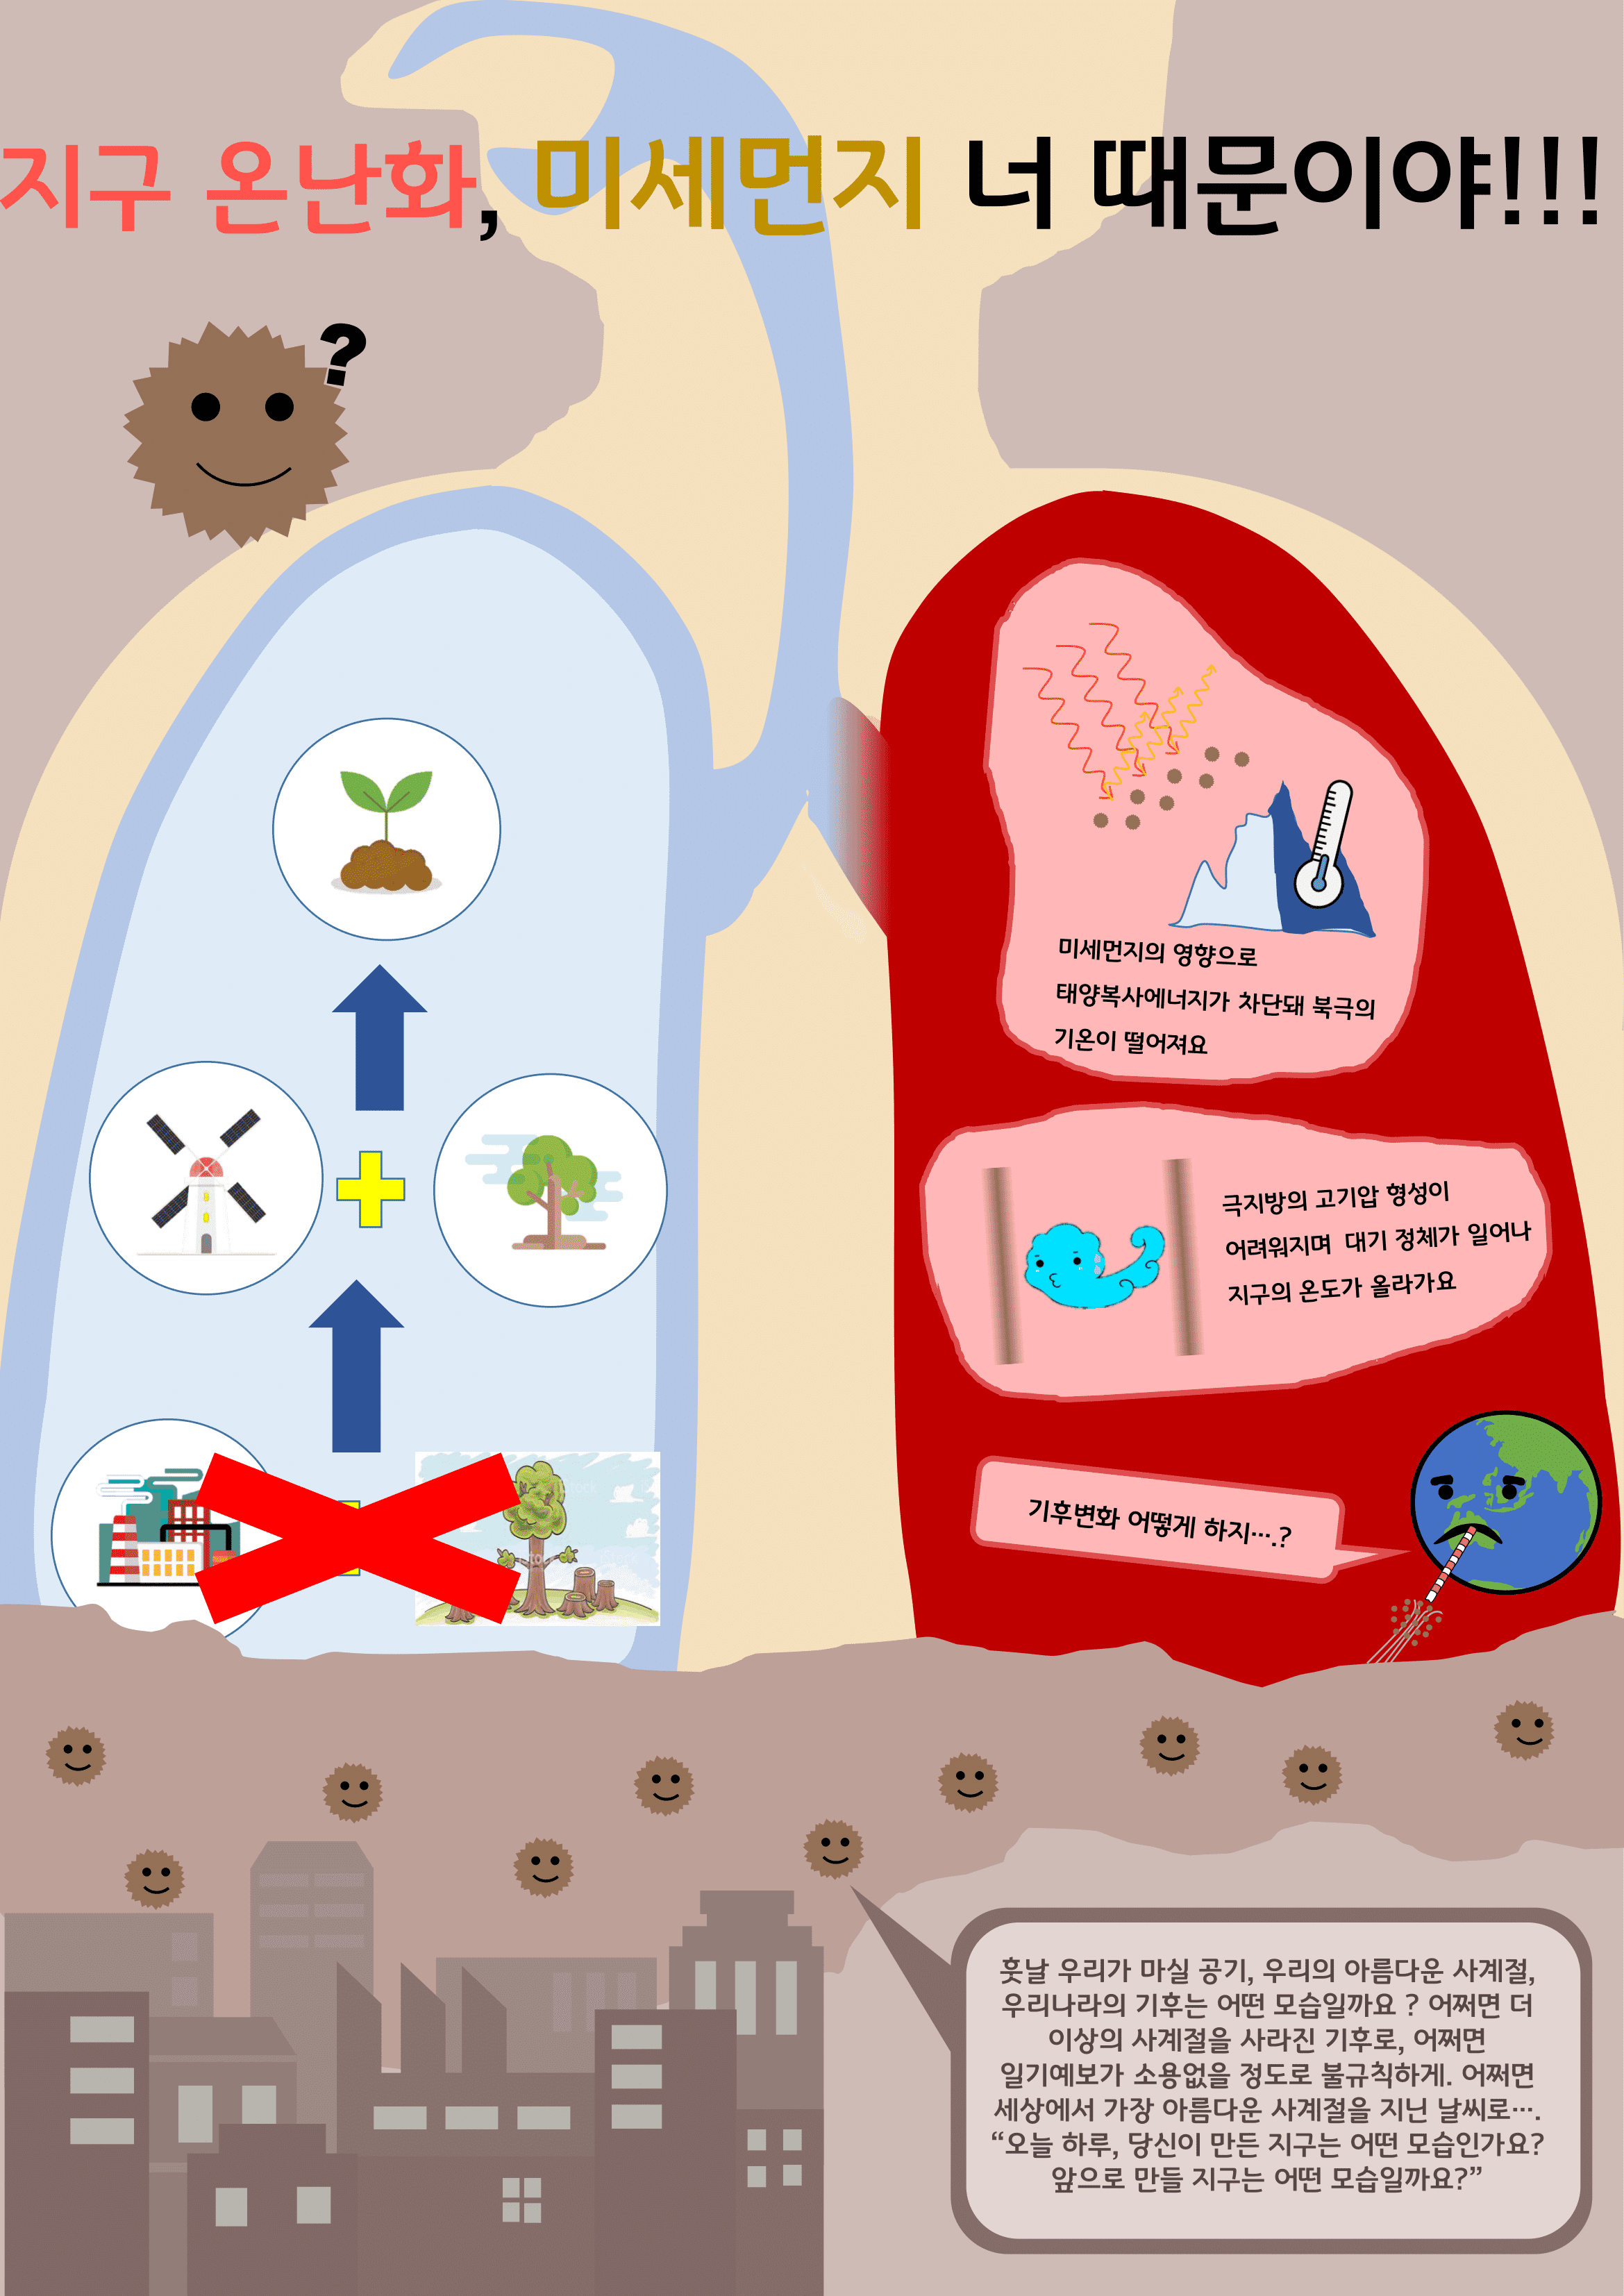 지구 온난화, 미세먼지 너 때문이야!!!
?
미세먼지의 영향으로
태양복사에너지가 차단돼 북극의
기온이 떨어져요
극지방의 고기압 형성이
어려워지며 대기 정체가 일어나
지구의 온도가 올라가요
기후변화 어떻게 하지….?
훗날 우리가 마실 공기, 우리의 아름다운 사계절,
우리나라의 기후는 어떤 모습일까요 ? 어쩌면 더
이상의 사계절을 사라진 기후로, 어쩌면
일기예보가 소용없을 정도로 불규칙하게. 어쩌면
세상에서 가장 아름다운 사계절을 지닌 날씨로….
“오늘 하루, 당신이 만든 지구는 어떤 모습인가요?
앞으로 만들 지구는 어떤 모습일까요?”